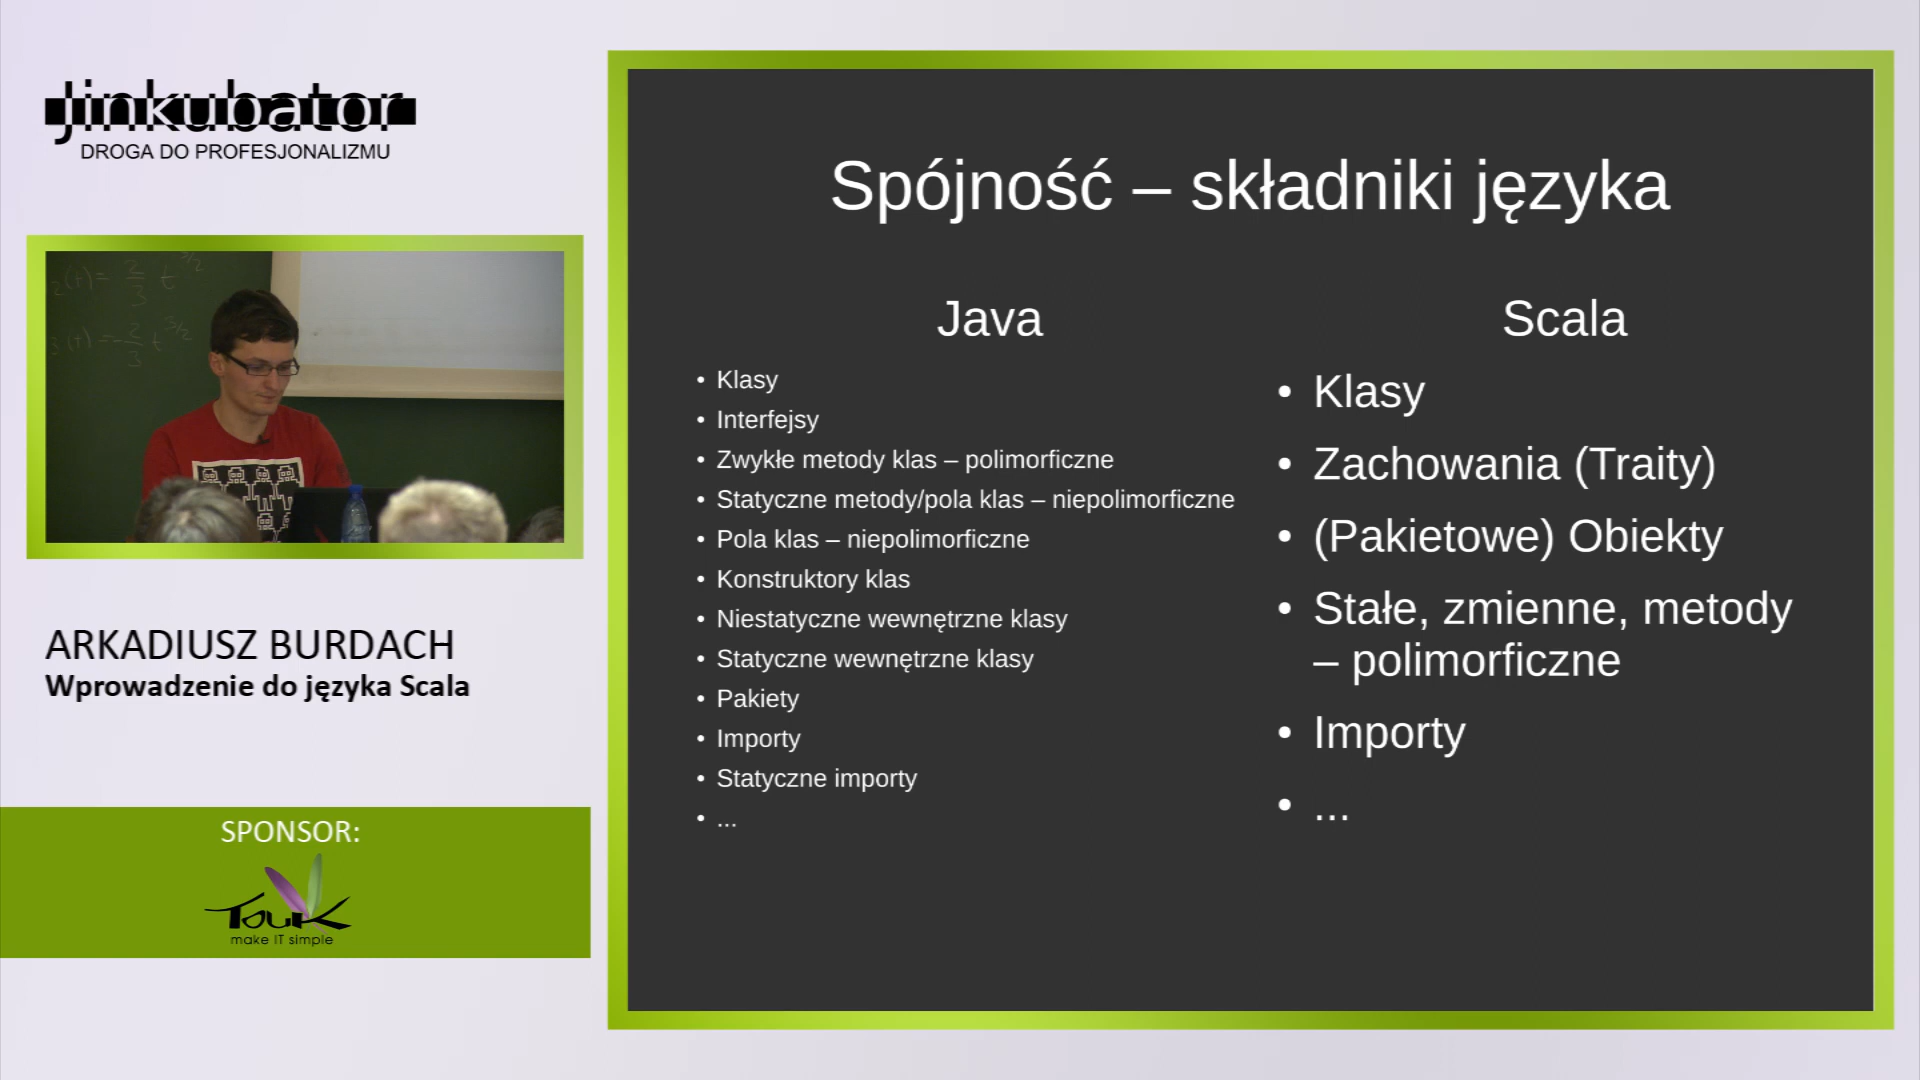 Jinkubator
DROGA DO PROFESJONALIZMU
ARKADIUSZ BURDACH
Wprowadzenie do języka Scala
SPONSOR:
TouK
make IT simple
Spójność – składniki języka
Java
• Klasy
• Interfejsy
• Zwykłe metody klas – polimorficzne
• Statyczne metody/pola klas – niepolimorficzne
• Pola klas – niepolimorficzne
• Konstruktory klas
• Niestatyczne wewnętrzne klasy
• Statyczne wewnętrzne klasy
• Pakiety
• Importy
• Statyczne importy
• ...
Scala
• Klasy
• Zachowania (Traity)
• (Pakietowe) Obiekty
• Stałe, zmienne, metody
– polimorficzne
• Importy
• ...